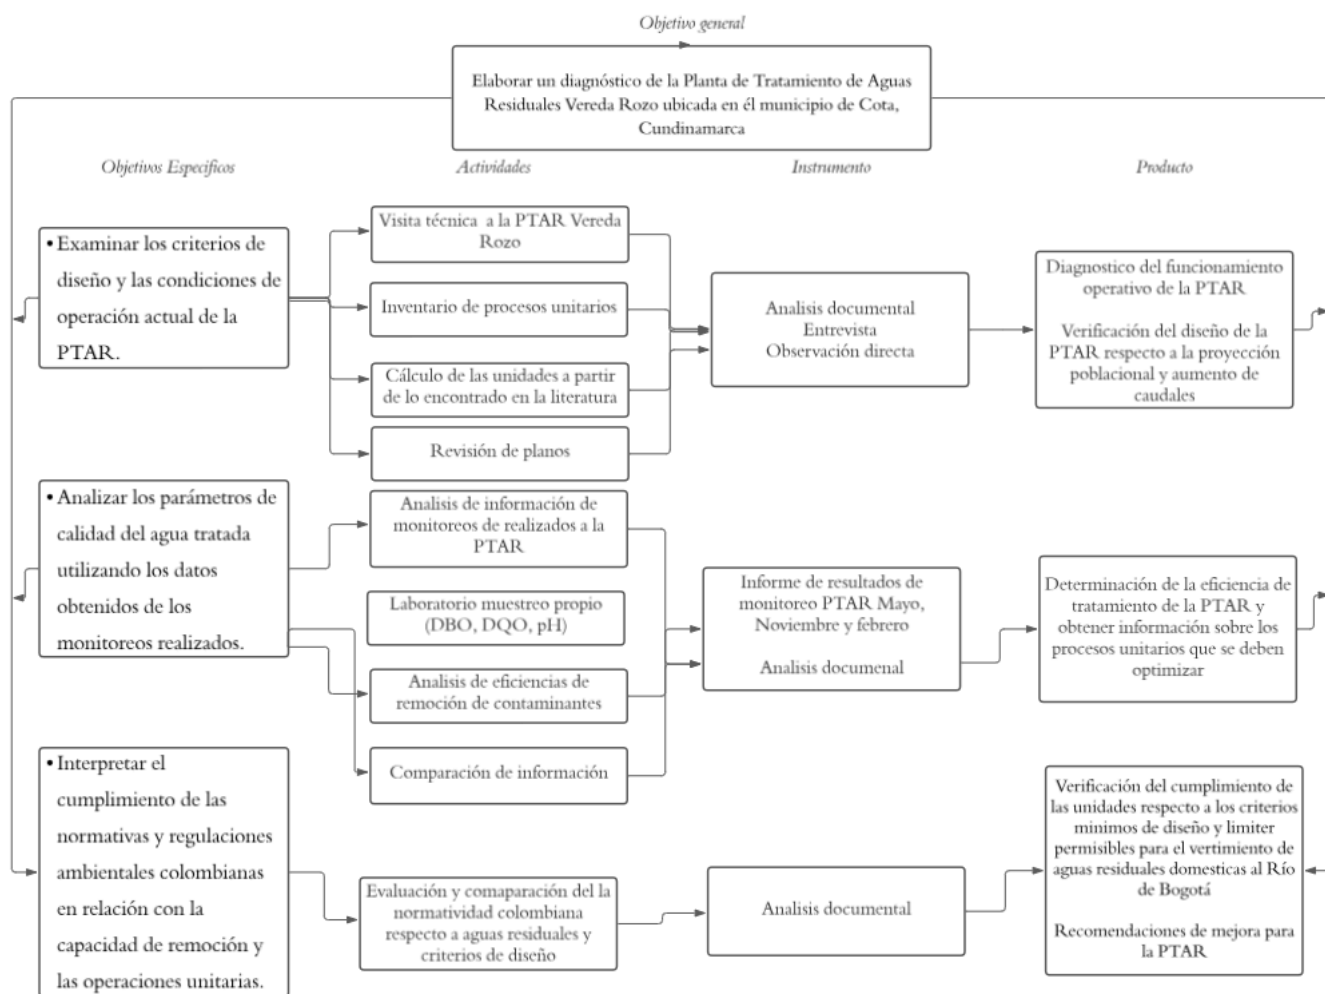 Objetivo general
Elaborar un diagnóstico de la Planta de Tratamiento de Aguas
Residuales Vereda Rozo ubicada en él municipio de Cota,
Cundinamarca
Objetivos Especificos
Actividades
Instrumento
Producto
• Examinar los criterios de
diseño y las condiciones de
operación actual de la
PTAR.
Visita técnica a la PTAR Vereda
Rozo
Inventario de procesos unitarios
Cálculo de las unidades a partir
de lo encontrado en la literatura
Revisión de planos
Analisis documental
Entrevista
Observación directa
Diagnostico del funcionamiento
operativo de la PTAR
Verificación del diseño de la
PTAR respecto a la proyección
poblacional y aumento de
caudales
• Analizar los parámetros de
calidad del agua tratada
utilizando los datos
obtenidos de los
monitoreos realizados.
Analisis de información de
monitoreos de realizados a la
PTAR
Laboratorio muestreo propio
(DBO, DQO, pH)
Analisis de eficiencias de
remoción de contaminantes
Comparación de información
Informe de resultados de
monitoreo PTAR Mayo,
Noviembre y febrero
Analisis documenal
Determinación de la eficiencia de
tratamiento de la PTAR y
obtener información sobre los
procesos unitarios que se deben
optimizar
• Interpretar el
cumplimiento de las
normativas y regulaciones
ambientales colombianas
en relación con la
capacidad de remoción y
las operaciones unitarias.
Evaluación y comaparación del la
normatividad colombiana
respecto a aguas residuales y
criterios de diseño
Analisis documental
Verificación del cumplimiento de
las unidades respecto a los criterios
minimos de diseño y limiter
permisibles para el vertimiento de
aguas residuales domesticas al Río
de Bogotá
Recomendaciones de mejora para
la PTAR